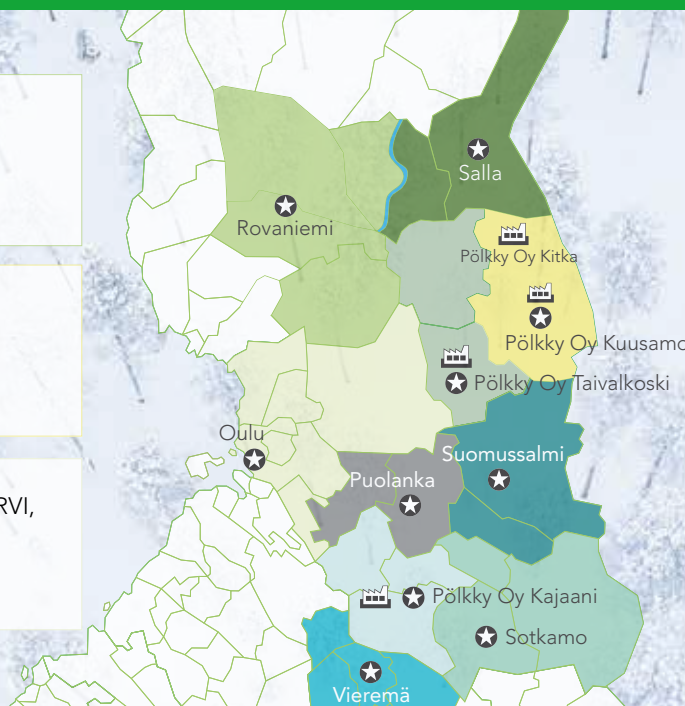 Salla
Rovaniemi
Pölkky Oy Kitka
Pölkky Oy Kuusamo
Pölkky Oy Taivalkoski
Oulu
Suomussalmi
Puolanka
RVI,
Pölkky Oy Kajaani
Sotkamo
Vieremä